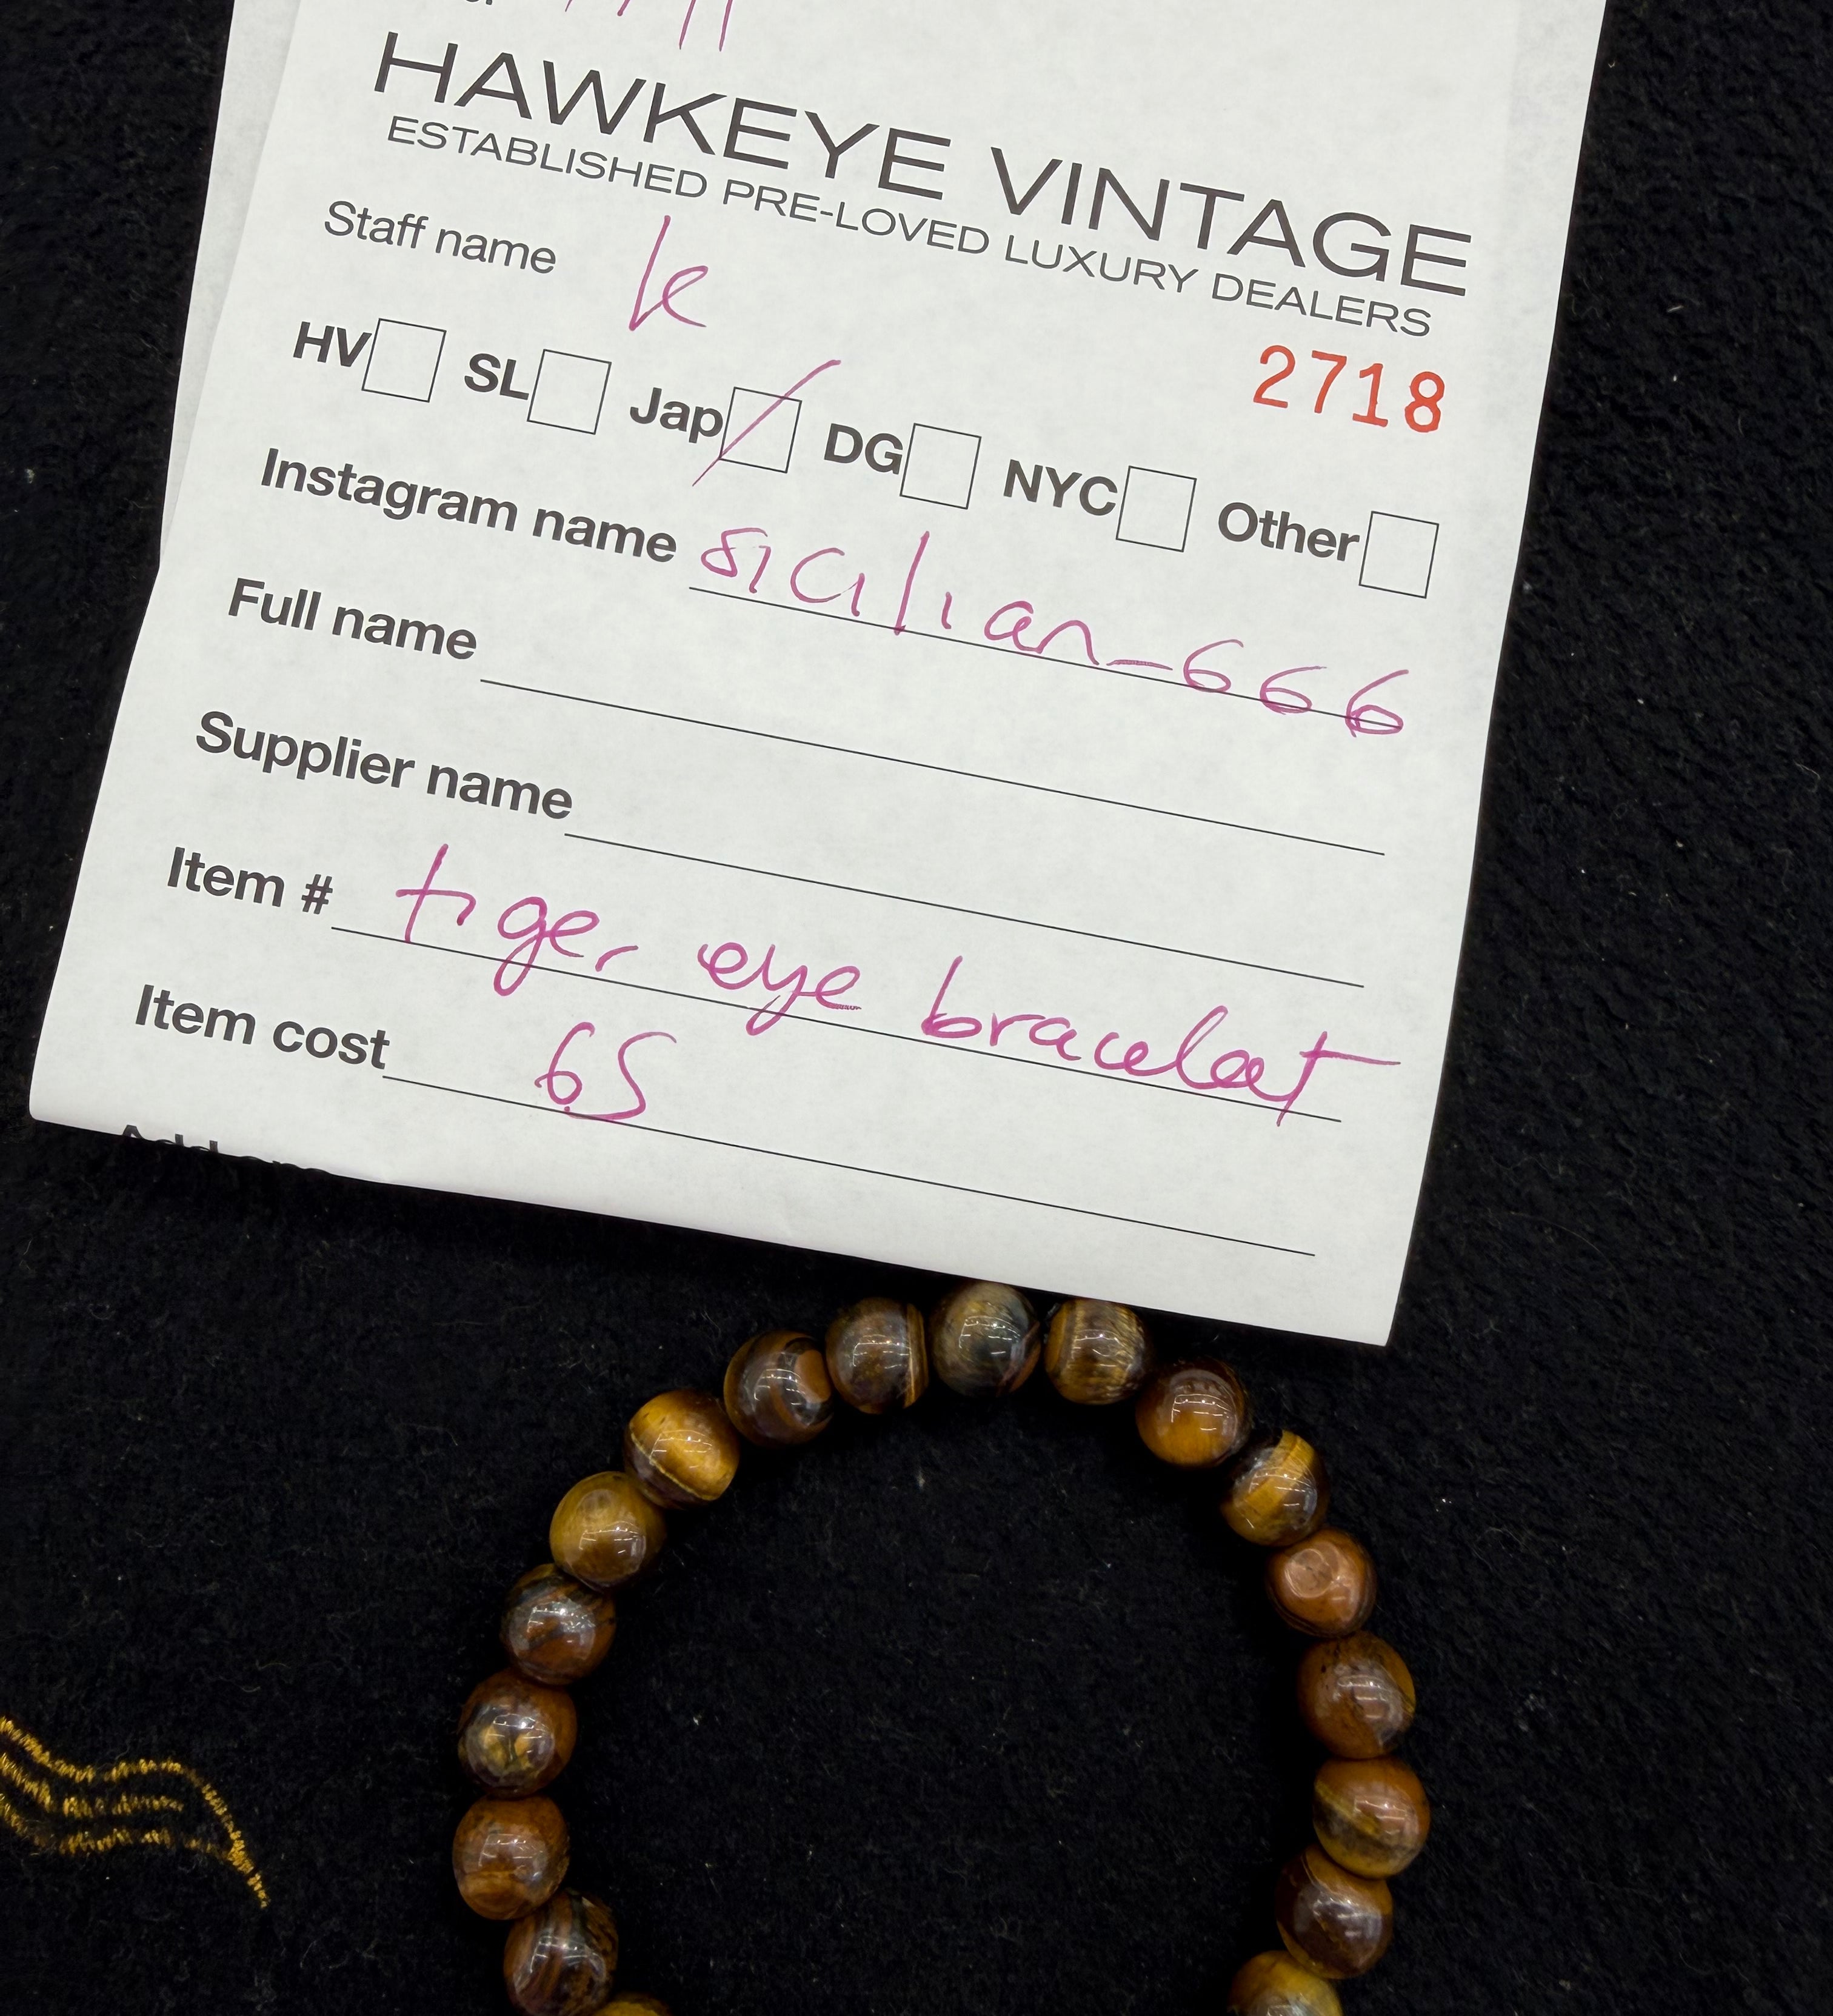 HAWKEYE VINTAGE
ESTABLISHED PRE-LOVED LUXURY DEALERS
Staff name K
2718
HV SL Jap DG NYC Other
Instagram name sicilian_666
Full name
Supplier name
Item # tiger eye bracelet
Item cost 65